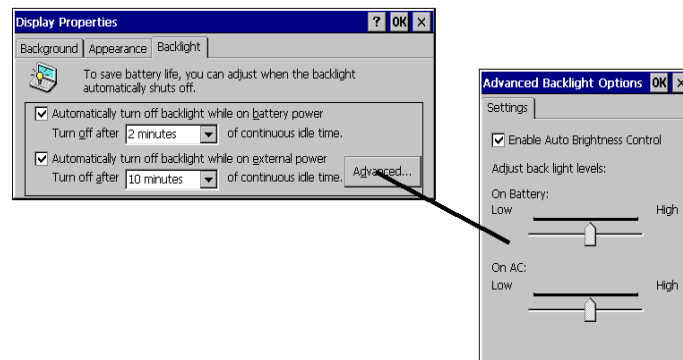 Display Properties ? OK ×
Background Appearance Backlight
To save battery life, you can adjust when the backlight
automatically shuts off.
Automatically turn off backlight while on battery power
Turn off after 2 minutes of continuous idle time.
Automatically turn off backlight while on external power
Turn off after 10 minutes of continuous idle time.
Advanced...
Advanced Backlight Options OK ×
Settings
Enable Auto Brightness Control
Adjust back light levels:
On Battery:
Low High
On AC:
Low High